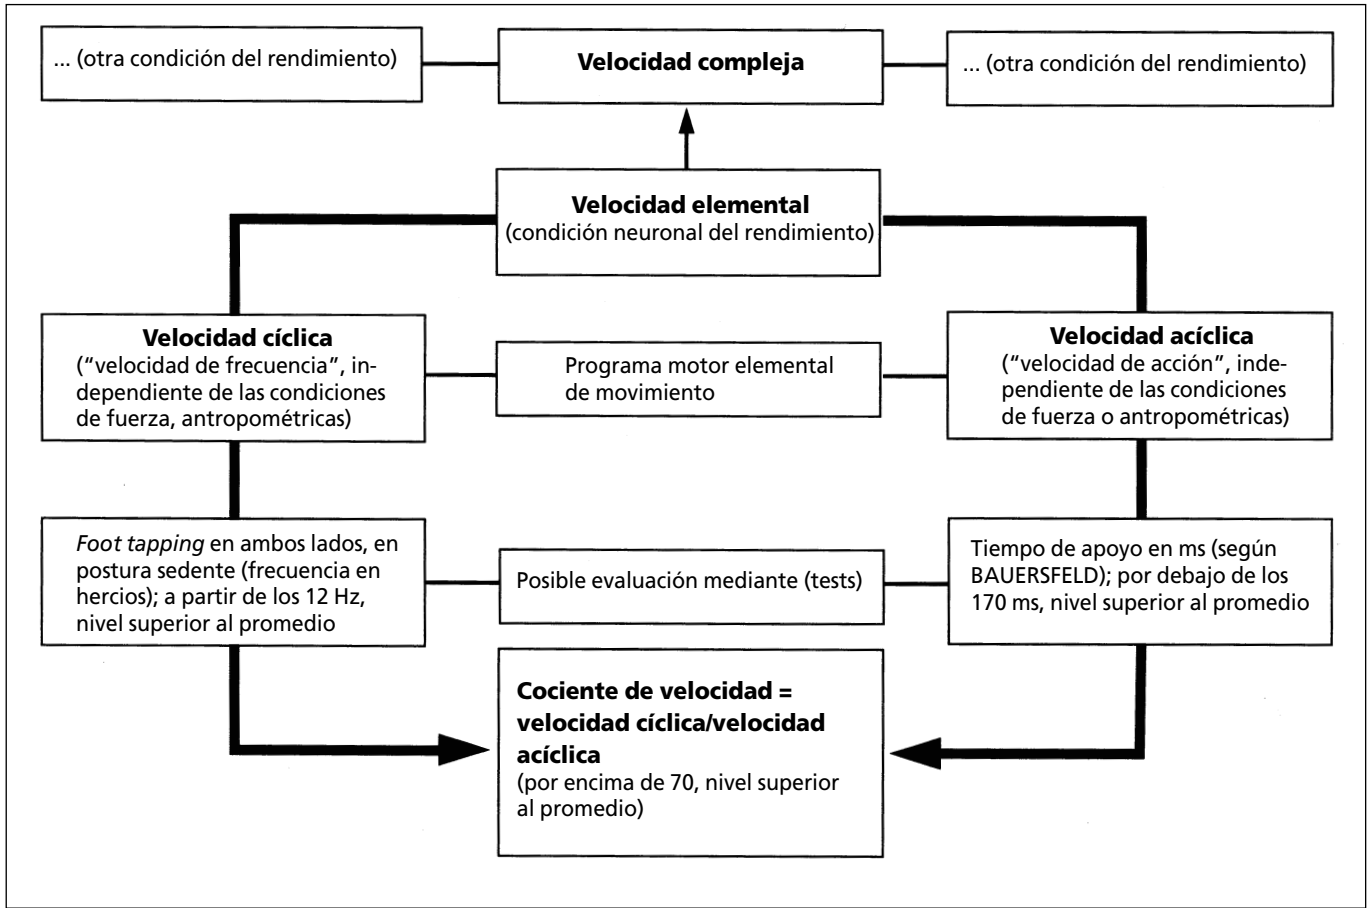 ... (otra condición del rendimiento)
Velocidad compleja
... (otra condición del rendimiento)
Velocidad elemental
(condición neuronal del rendimiento)
Velocidad cíclica
(“velocidad de frecuencia”, in-
dependiente de las condiciones
de fuerza, antropométricas)
Programa motor elemental
de movimiento
Velocidad acíclica
(“velocidad de acción”, inde-
pendiente de las condiciones
de fuerza o antropométricas)
Foot tapping en ambos lados, en
postura sedente (frecuencia en
hercios); a partir de los 12 Hz,
nivel superior al promedio
Posible evaluación mediante (tests)
Tiempo de apoyo en ms (según
BAUERSFELD); por debajo de los
170 ms, nivel superior al promedio
Cociente de velocidad =
velocidad cíclica/velocidad
acíclica
(por encima de 70, nivel superior
al promedio)